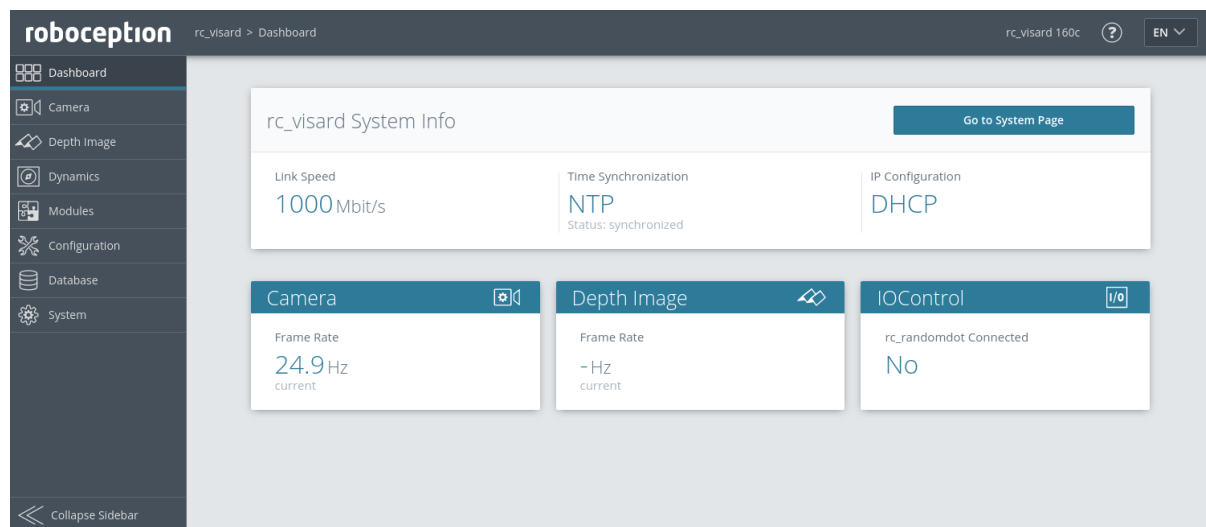 roboception
rc_visard > Dashboard
rc_visard 160c
?
EN
Dashboard
Camera
Depth Image
Dynamics
Modules
Configuration
Database
System
Collapse Sidebar
rc_visard System Info
Go to System Page
Link Speed
1000 Mbit/s
Time Synchronization
NTP
Status: synchronized
IP Configuration
DHCP
Camera
Frame Rate
24.9 Hz
current
Depth Image
Frame Rate
- Hz
current
IOControl
I/O
rc_randomdot Connected
No